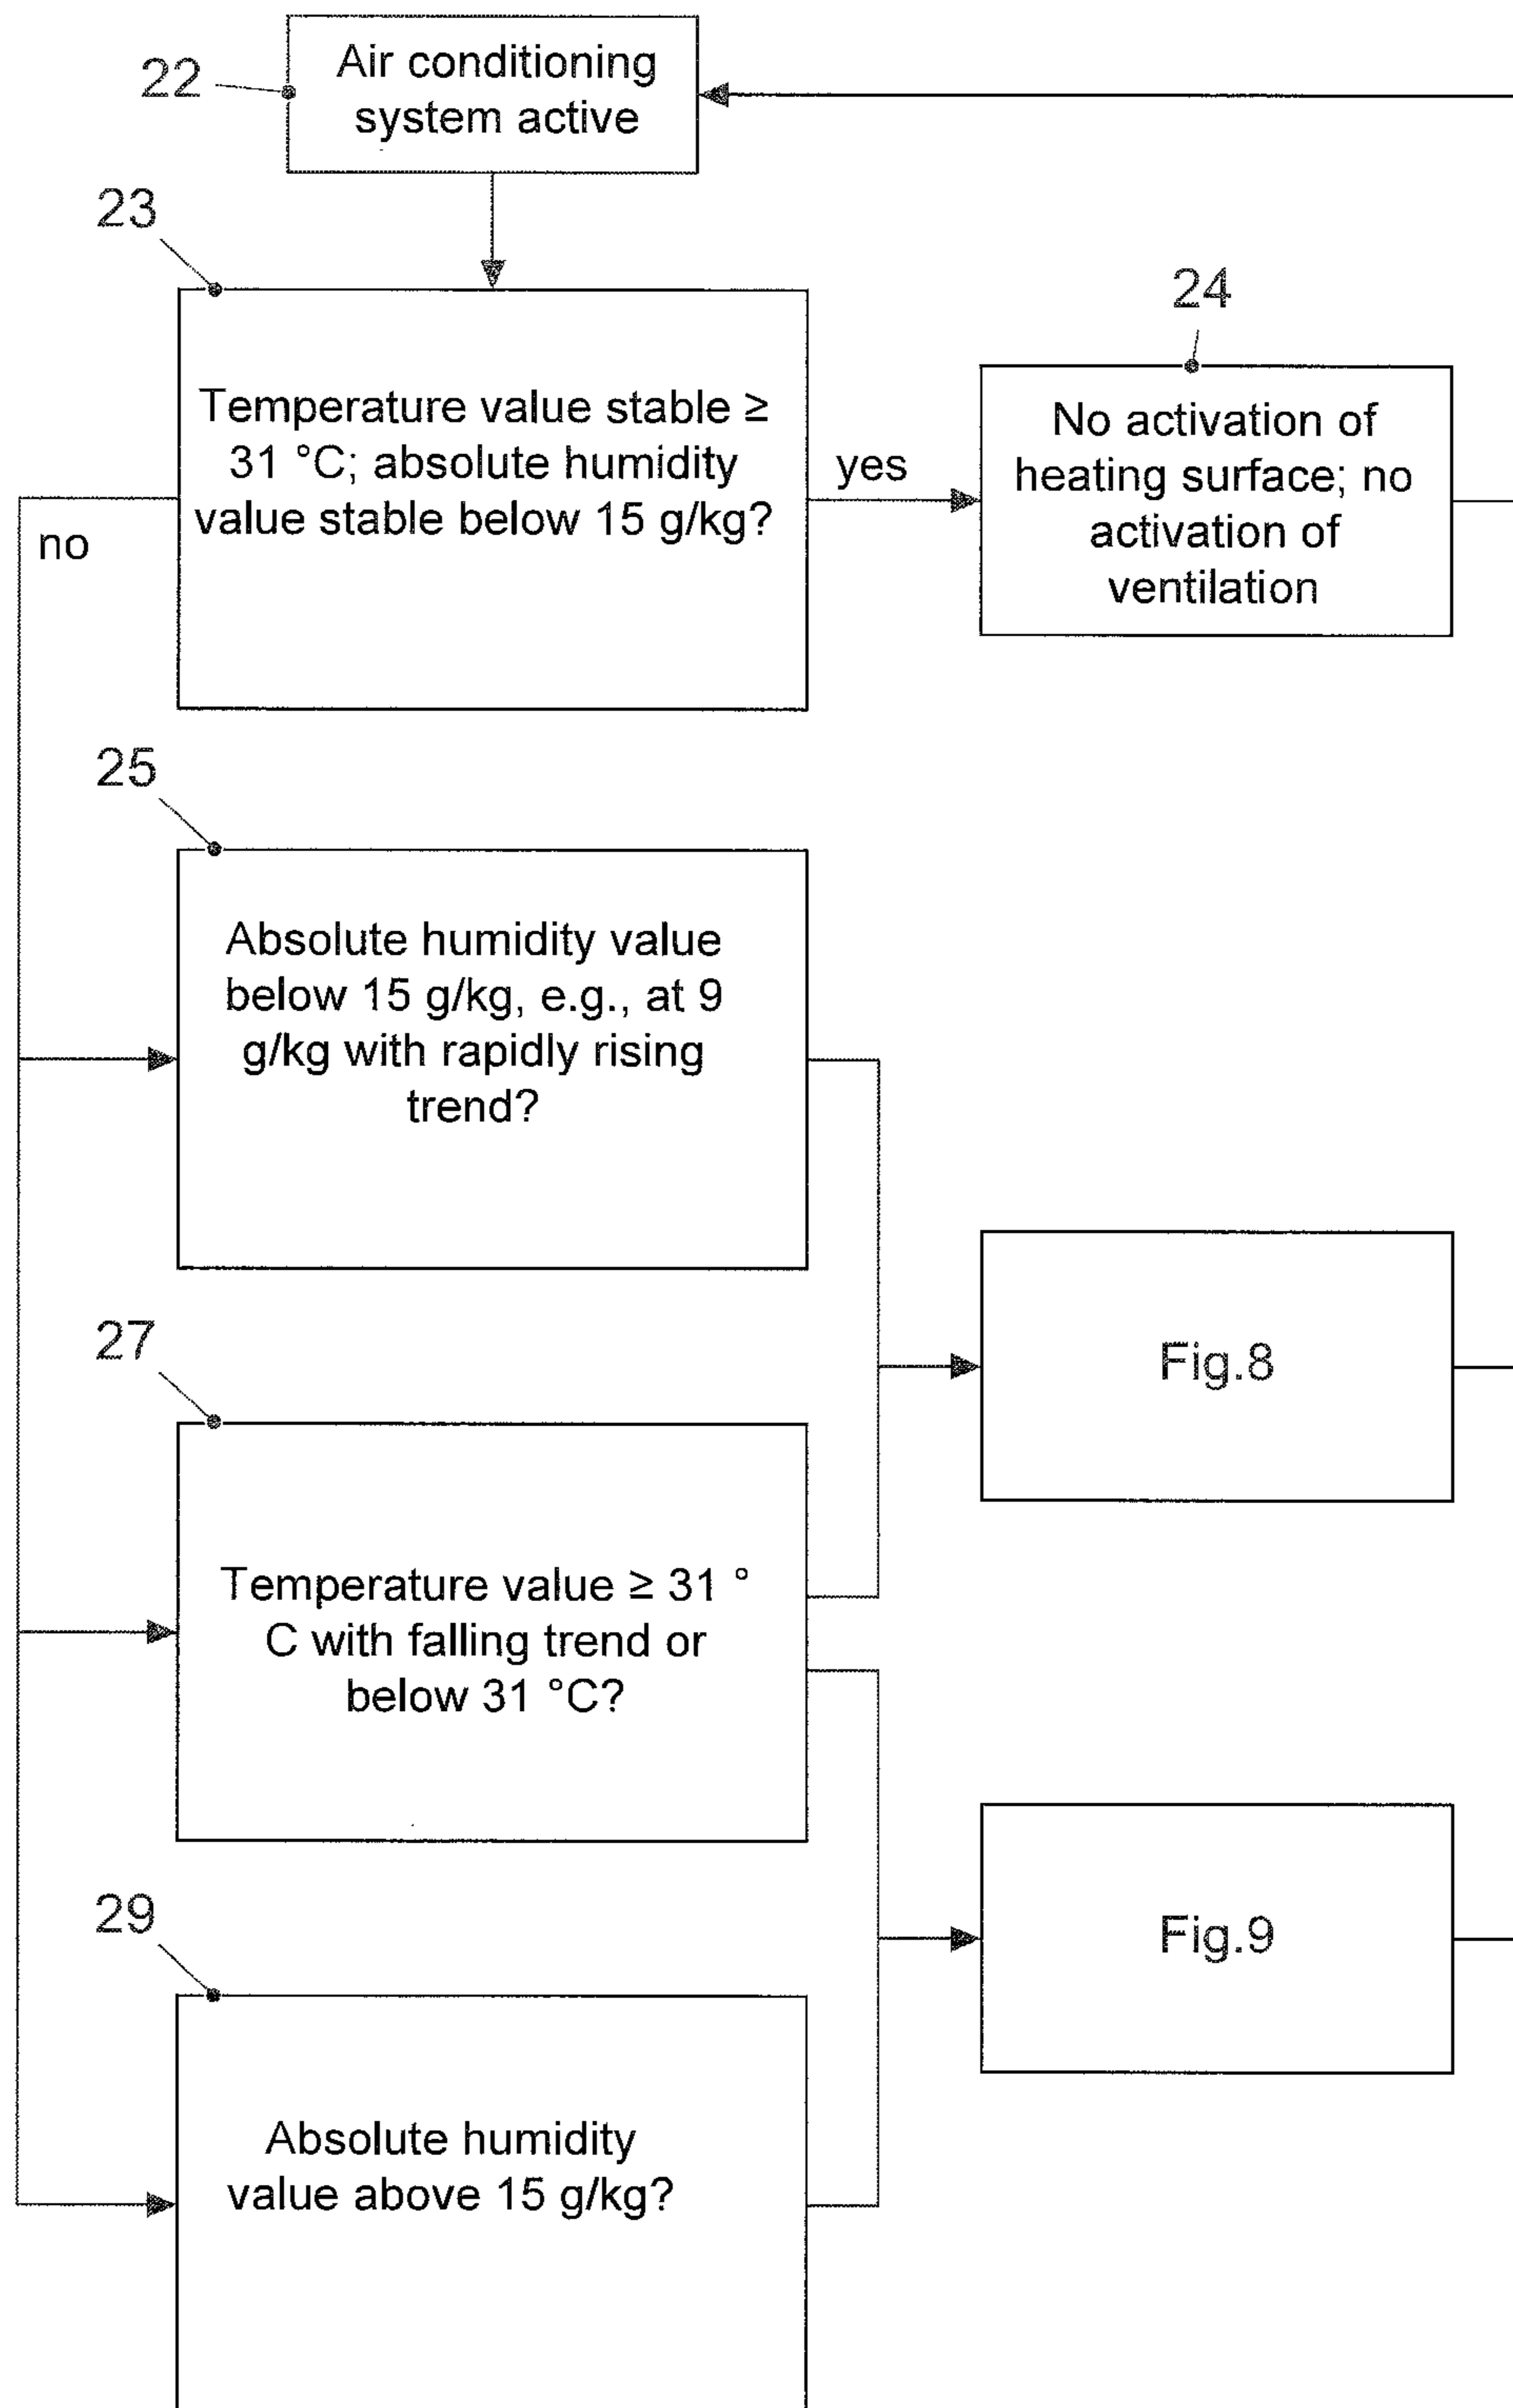 22
Air conditioning
system active
23
Temperature value stable ≥
31 °C; absolute humidity
value stable below 15 g/kg?
yes
no
24
No activation of
heating surface; no
activation of
ventilation
25
Absolute humidity value
below 15 g/kg, e.g., at 9
g/kg with rapidly rising
trend?
Fig.8
27
Temperature value ≥ 31 °
C with falling trend or
below 31 °C?
Fig.9
29
Absolute humidity
value above 15 g/kg?